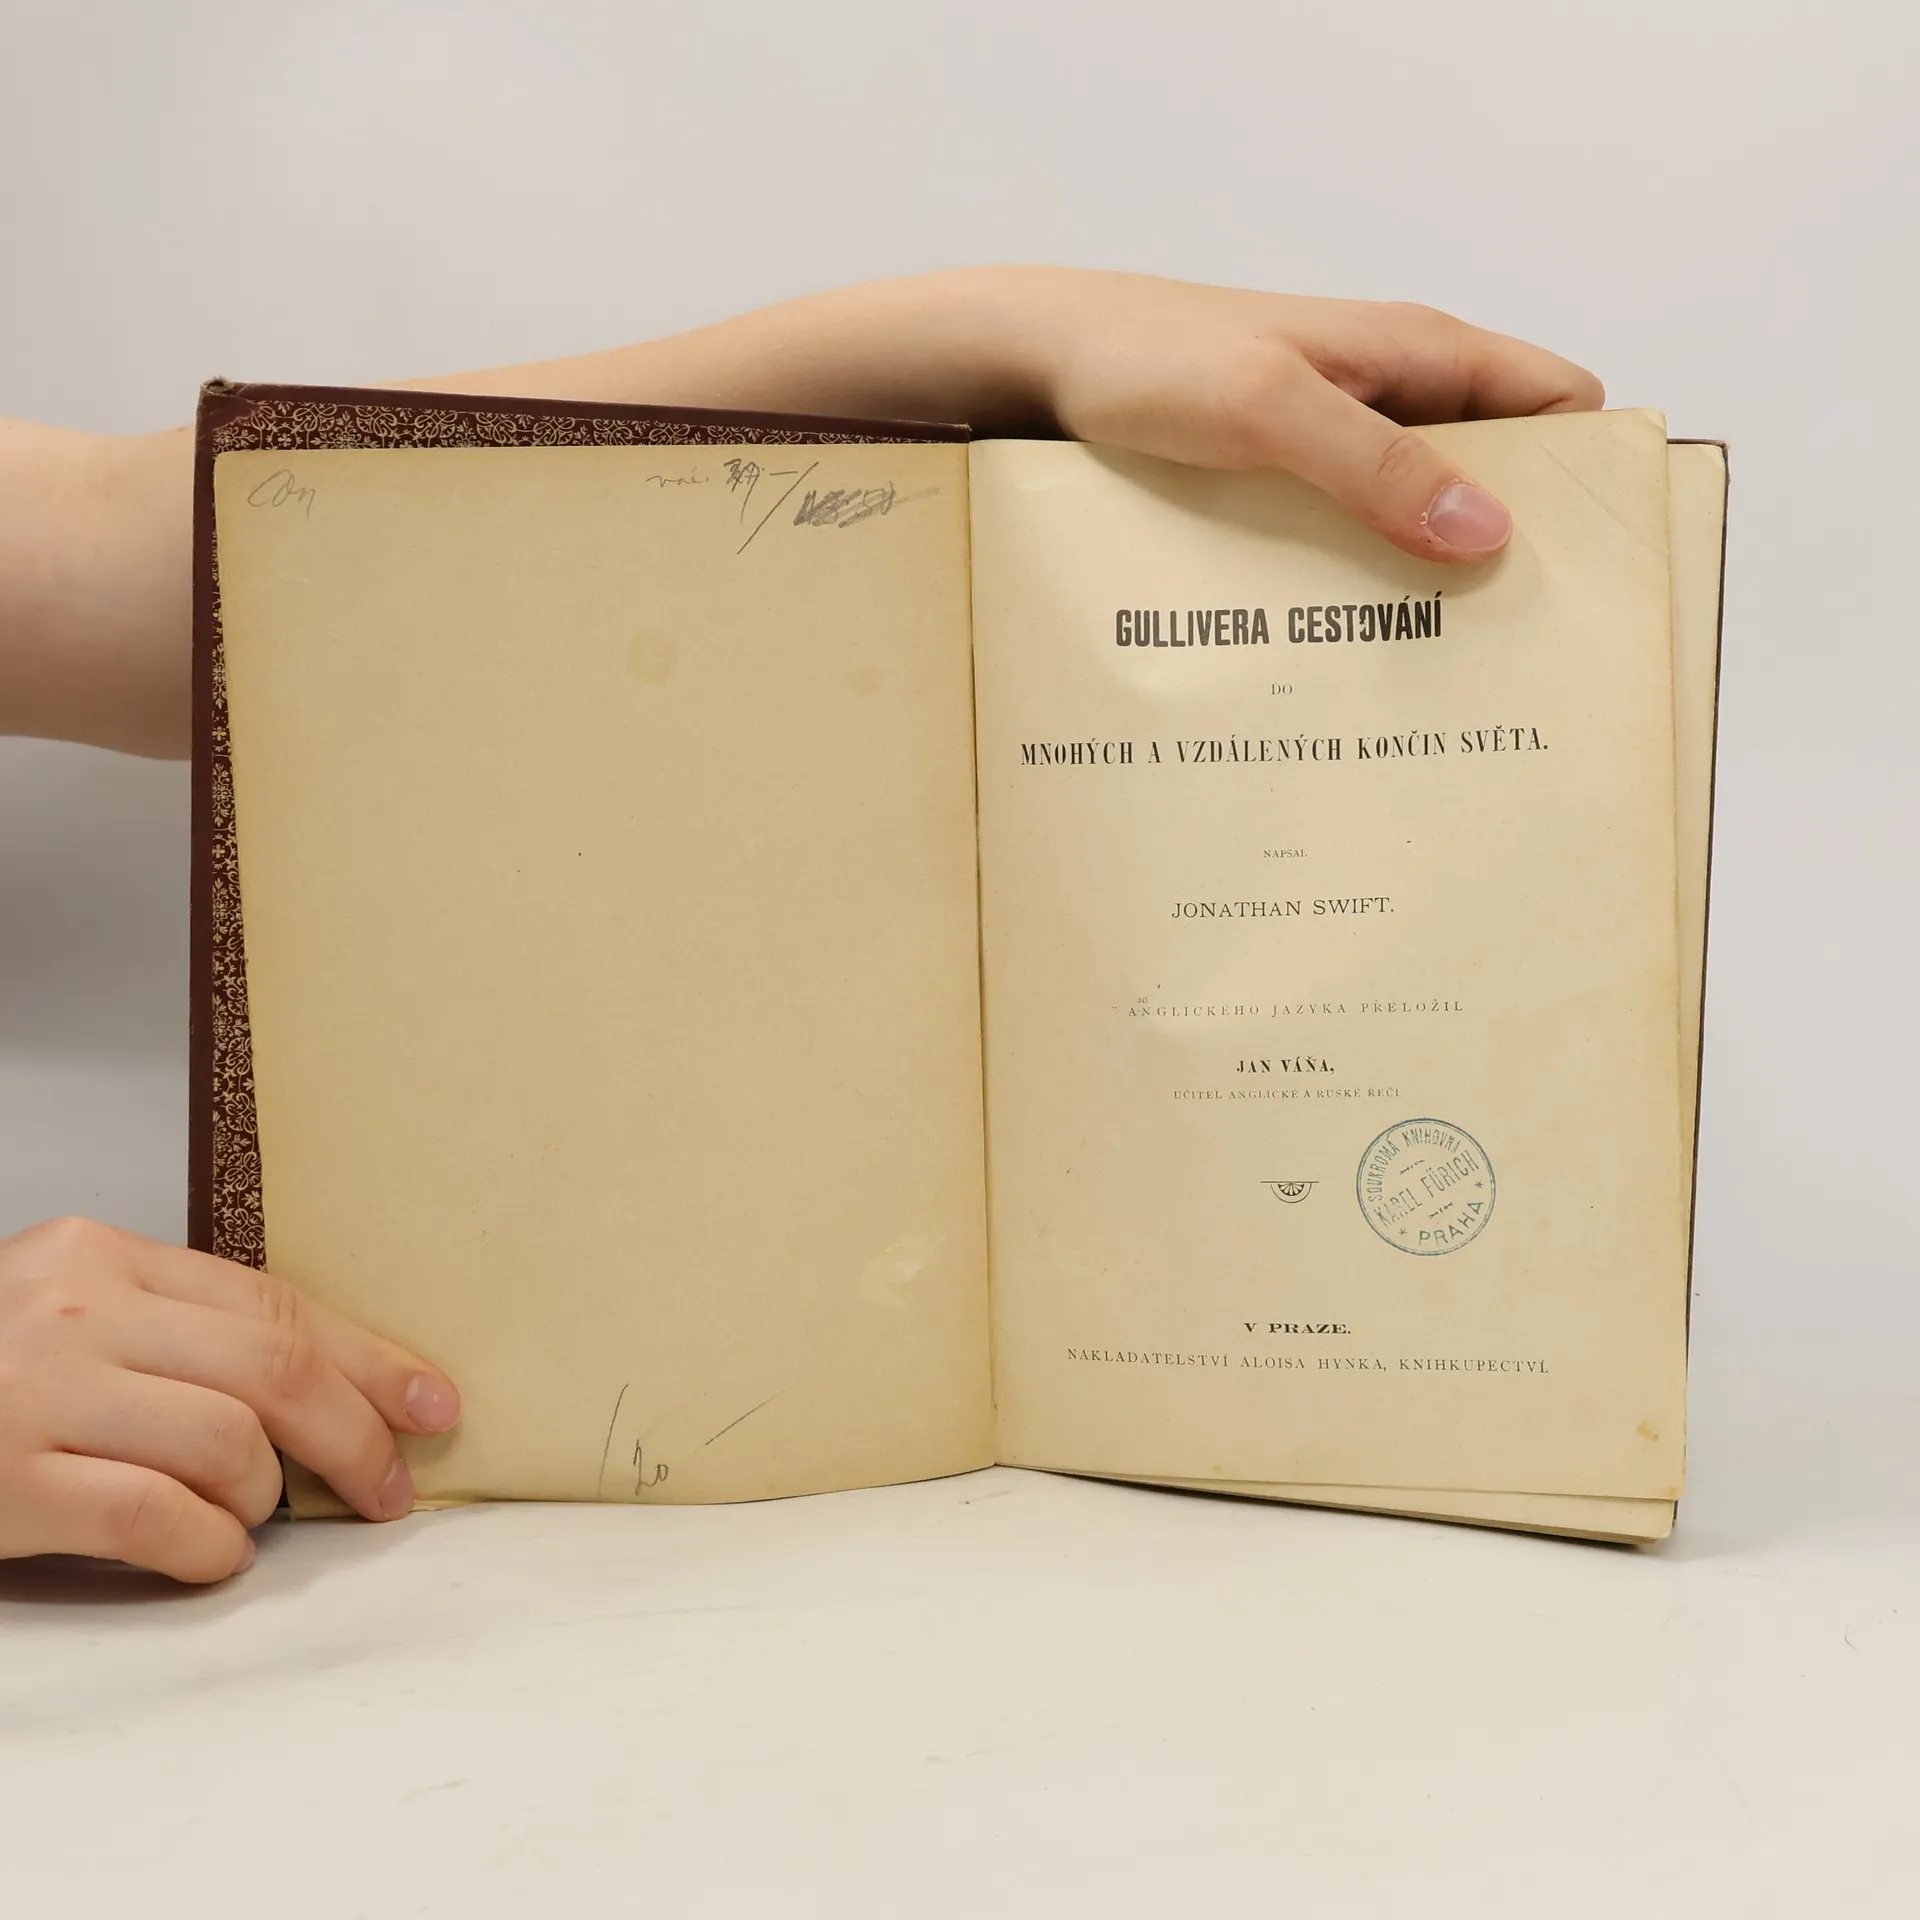 20
GULLIVERA CESTOVÁNÍ
DO
MNOHÝCH A VZDÁLENÝCH KONČIN SVĚTA.
NAPSAL
JONATHAN SWIFT.
ANGLICKÉHO JAZYKA PŘELOŽIL
JAN VÁŇA,
UČITEL ANGLICKÉ A RUSKÉ ŘEČI.
SOUKROMÁ KNIHOVNA
KAREL FÜRICH
* PRAHA *
V PRAZE.
NAKLADATELSTVÍ ALOISA HYNKA, KNIHKUPECTVÍ.